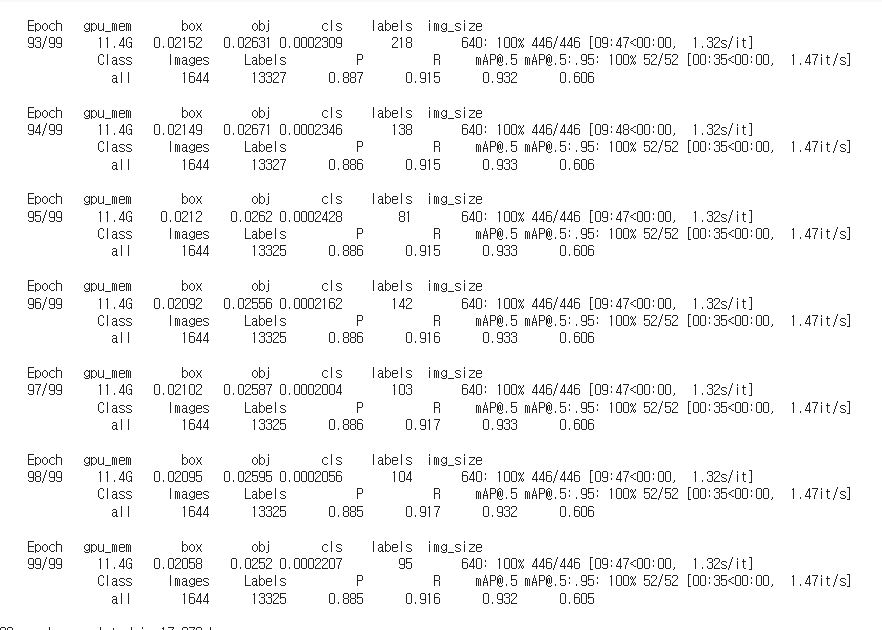 Epoch gpu_mem box obj cls labels img_size
93/99 11.4G 0.02152 0.02631 0.0002309 218 640: 100% 446/446 [09:47<00:00, 1.32s/it]
Class Images Labels P R mAP@.5 mAP@.5:.95: 100% 52/52 [00:35<00:00, 1.47it/s]
all 1644 13327 0.887 0.915 0.932 0.606
Epoch gpu_mem box obj cls labels img_size
94/99 11.4G 0.02149 0.02671 0.0002346 138 640: 100% 446/446 [09:48<00:00, 1.32s/it]
Class Images Labels P R mAP@.5 mAP@.5:.95: 100% 52/52 [00:35<00:00, 1.47it/s]
all 1644 13327 0.886 0.915 0.933 0.606
Epoch gpu_mem box obj cls labels img_size
95/99 11.4G 0.0212 0.0262 0.0002428 81 640: 100% 446/446 [09:47<00:00, 1.32s/it]
Class Images Labels P R mAP@.5 mAP@.5:.95: 100% 52/52 [00:35<00:00, 1.47it/s]
all 1644 13325 0.886 0.915 0.933 0.606
Epoch gpu_mem box obj cls labels img_size
96/99 11.4G 0.02092 0.02556 0.0002162 142 640: 100% 446/446 [09:47<00:00, 1.32s/it]
Class Images Labels P R mAP@.5 mAP@.5:.95: 100% 52/52 [00:35<00:00, 1.47it/s]
all 1644 13325 0.886 0.916 0.933 0.606
Epoch gpu_mem box obj cls labels img_size
97/99 11.4G 0.02102 0.02587 0.0002004 103 640: 100% 446/446 [09:47<00:00, 1.32s/it]
Class Images Labels P R mAP@.5 mAP@.5:.95: 100% 52/52 [00:35<00:00, 1.47it/s]
all 1644 13325 0.886 0.917 0.933 0.606
Epoch gpu_mem box obj cls labels img_size
98/99 11.4G 0.02095 0.02595 0.0002056 104 640: 100% 446/446 [09:47<00:00, 1.32s/it]
Class Images Labels P R mAP@.5 mAP@.5:.95: 100% 52/52 [00:35<00:00, 1.47it/s]
all 1644 13325 0.885 0.917 0.932 0.606
Epoch gpu_mem box obj cls labels img_size
99/99 11.4G 0.02058 0.0252 0.0002207 95 640: 100% 446/446 [09:47<00:00, 1.32s/it]
Class Images Labels P R mAP@.5 mAP@.5:.95: 100% 52/52 [00:35<00:00, 1.47it/s]
all 1644 13325 0.885 0.916 0.932 0.605